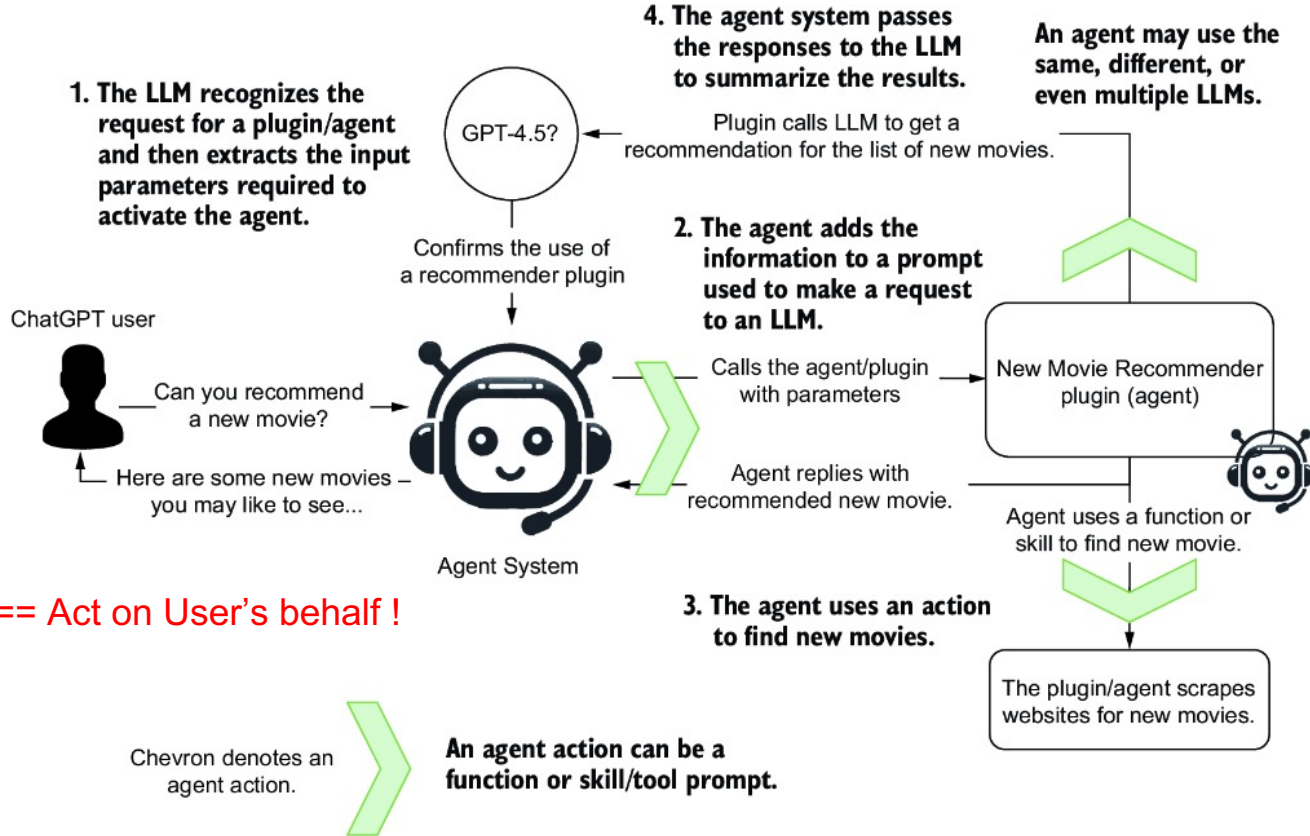 1. The LLM recognizes the
request for a plugin/agent
and then extracts the input
parameters required to
activate the agent.
GPT-4.5?
4. The agent system passes
the responses to the LLM
to summarize the results.
An agent may use the
same, different, or
even multiple LLMs.
Plugin calls LLM to get a
recommendation for the list of new movies.
Confirms the use of
a recommender plugin
2. The agent adds the
information to a prompt
used to make a request
to an LLM.
ChatGPT user
Can you recommend
a new movie?
Here are some new movies
you may like to see...
Agent System
Calls the agent/plugin
with parameters
Agent replies with
recommended new movie.
New Movie Recommender
plugin (agent)
Agent uses a function or
skill to find new movie.
== Act on User’s behalf !
3. The agent uses an action
to find new movies.
The plugin/agent scrapes
websites for new movies.
Chevron denotes an
agent action.
An agent action can be a
function or skill/tool prompt.